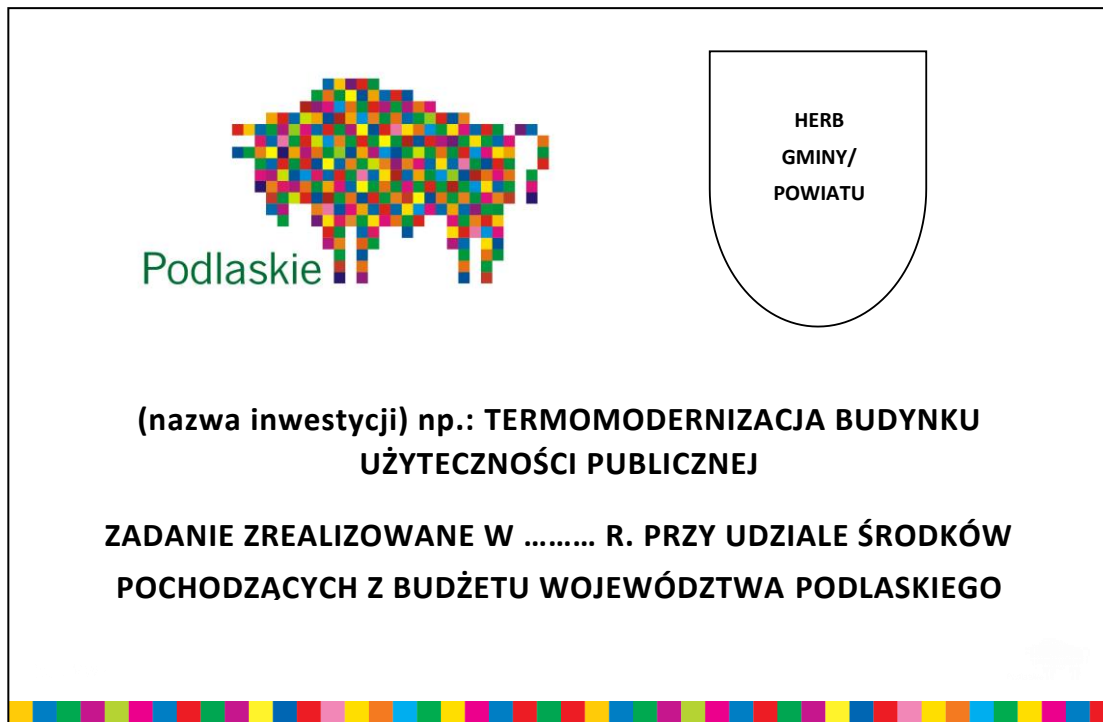 Podlaskie
HERB
GMINY/
POWIATU
(nazwa inwestycji) np.: TERMOMODERNIZACJA BUDYNKU
UŻYTECZNOŚCI PUBLICZNEJ
ZADANIE ZREALIZOWANE W ……… R. PRZY UDZIALE ŚRODKÓW
POCHODZĄCYCH Z BUDŻETU WOJEWÓDZTWA PODLASKIEGO